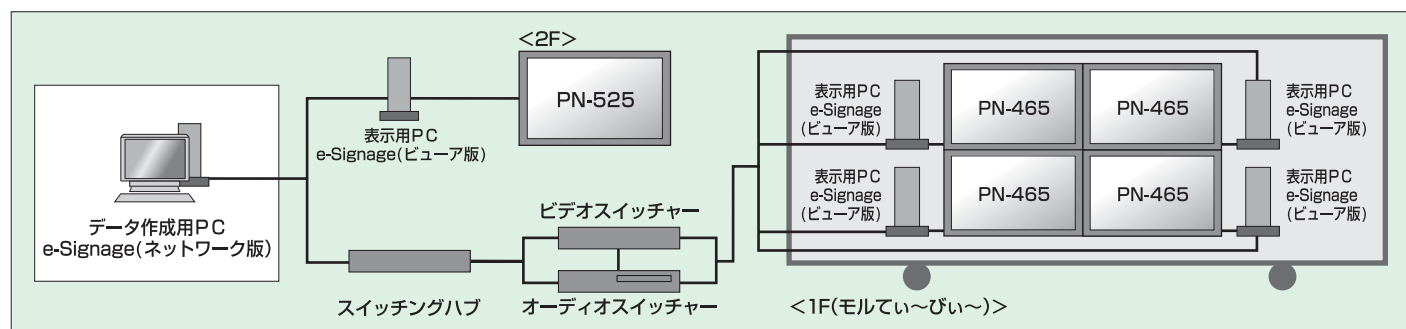 データ作成用PC
e-Signage(ネットワーク版)
表示用PC
e-Signage(ビューア版)
<2F>
PN-525
スイッチングハブ
ビデオスイッチャー
オーディオスイッチャー
表示用PC
e-Signage
(ビューア版)
PN-465
PN-465
表示用PC
e-Signage
(ビューア版)
表示用PC
e-Signage
(ビューア版)
PN-465
PN-465
表示用PC
e-Signage
(ビューア版)
<1F(モルてぃ〜びぃ〜)>